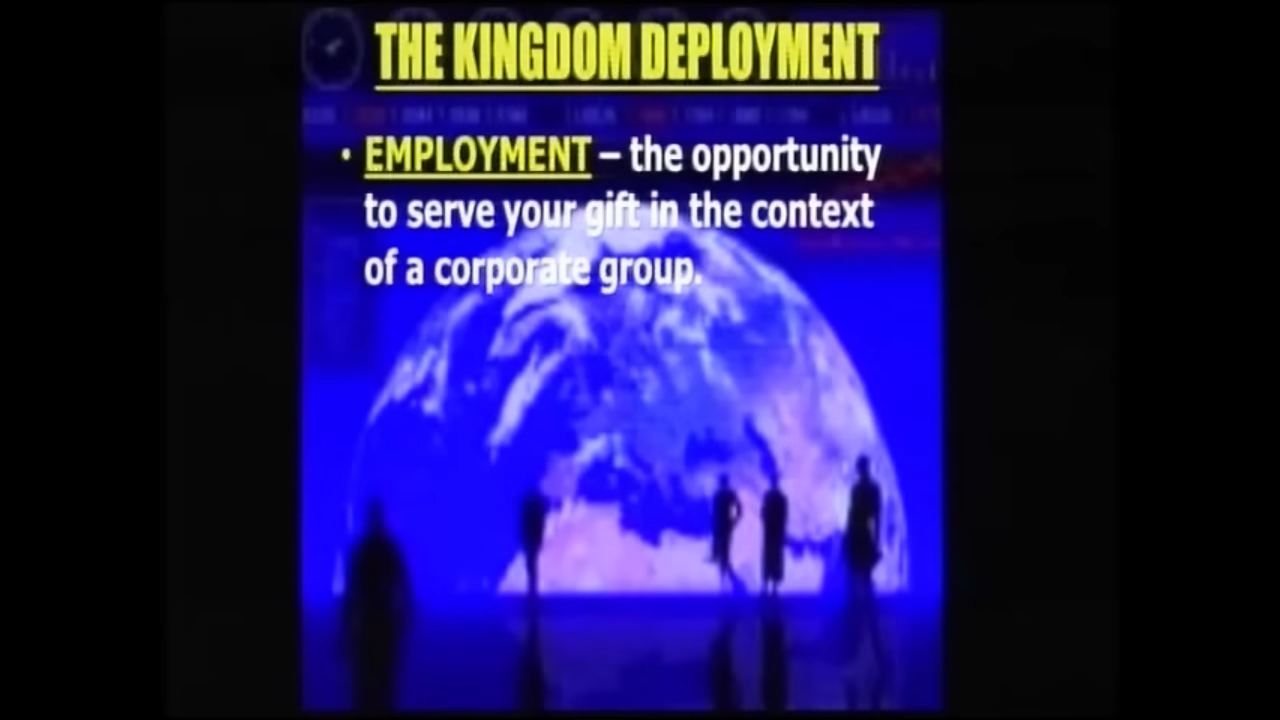 THE KINGDOM DEPLOYMENT
• EMPLOYMENT – the opportunity
to serve your gift in the context
of a corporate group.